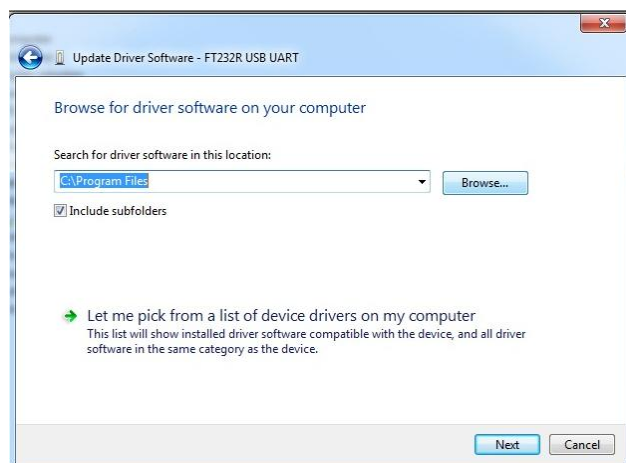 Update Driver Software - FT232R USB UART
Browse for driver software on your computer
Search for driver software in this location:
C:\Program Files
Browse...
Include subfolders
Let me pick from a list of device drivers on my computer
This list will show installed driver software compatible with the device, and all driver
software in the same category as the device.
Next
Cancel